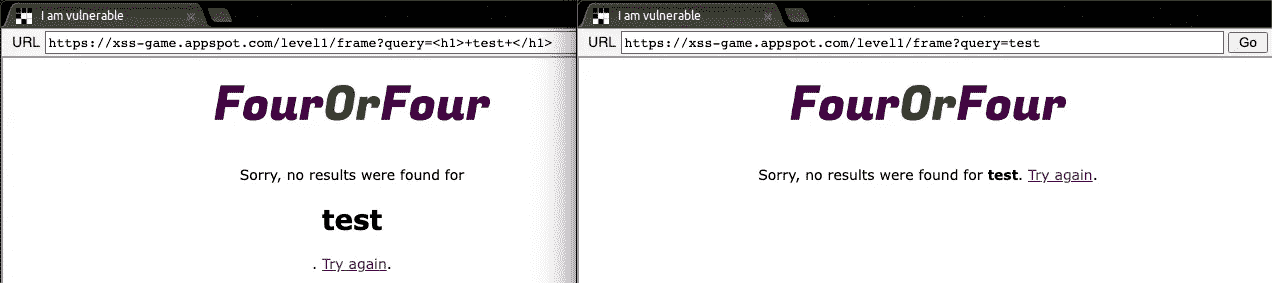 I am vulnerable
URL https://xss-game.appspot.com/level1/frame?query=<h1>+test+</h1>
FourOrFour
Sorry, no results were found for
test
. Try again.
I am vulnerable
URL https://xss-game.appspot.com/level1/frame?query=test Go
FourOrFour
Sorry, no results were found for test. Try again.